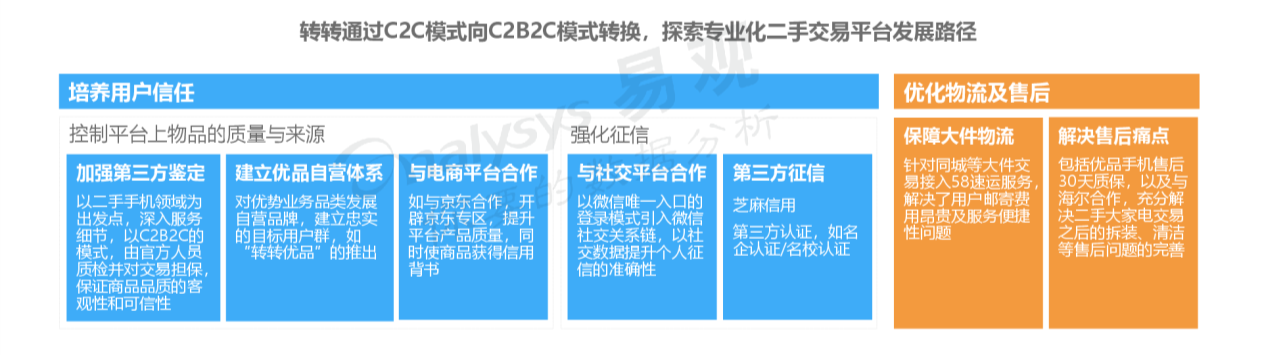 转转通过C2C模式向C2B2C模式转换，探索专业化二手交易平台发展路径
培养用户信任
控制平台上物品的质量与来源
加强第三方鉴定
以二手手机领域为
出发点，深入服务
细节，以C2B2C的
模式，由官方人员
质检并对交易担保，
保证商品品质的客
观性和可信性
建立优品自营体系
对优势业务品类发展
自营品牌，建立忠实
的目标用户群，如
“转转优品”的推出
与电商平台合作
如与京东合作，开
辟京东专区，提升
平台产品质量，同
时使商品获得信用
背书
强化征信
与社交平台合作
以微信唯一入口的
登录模式引入微信
社交关系链，以社
交数据提升个人征
信的准确性
第三方征信
芝麻信用
第三方认证，如名
企认证/名校认证
优化物流及售后
保障大件物流
针对同城等大件交
易接入58速运服务，
解决了用户邮寄费
用昂贵及服务便捷
性问题
解决售后痛点
包括优品手机售后
30天质保，以及与
海尔合作，充分解
决二手大家电交易
之后的拆装、清洁
等售后问题的完善
nalysys 易观
要的数据分析